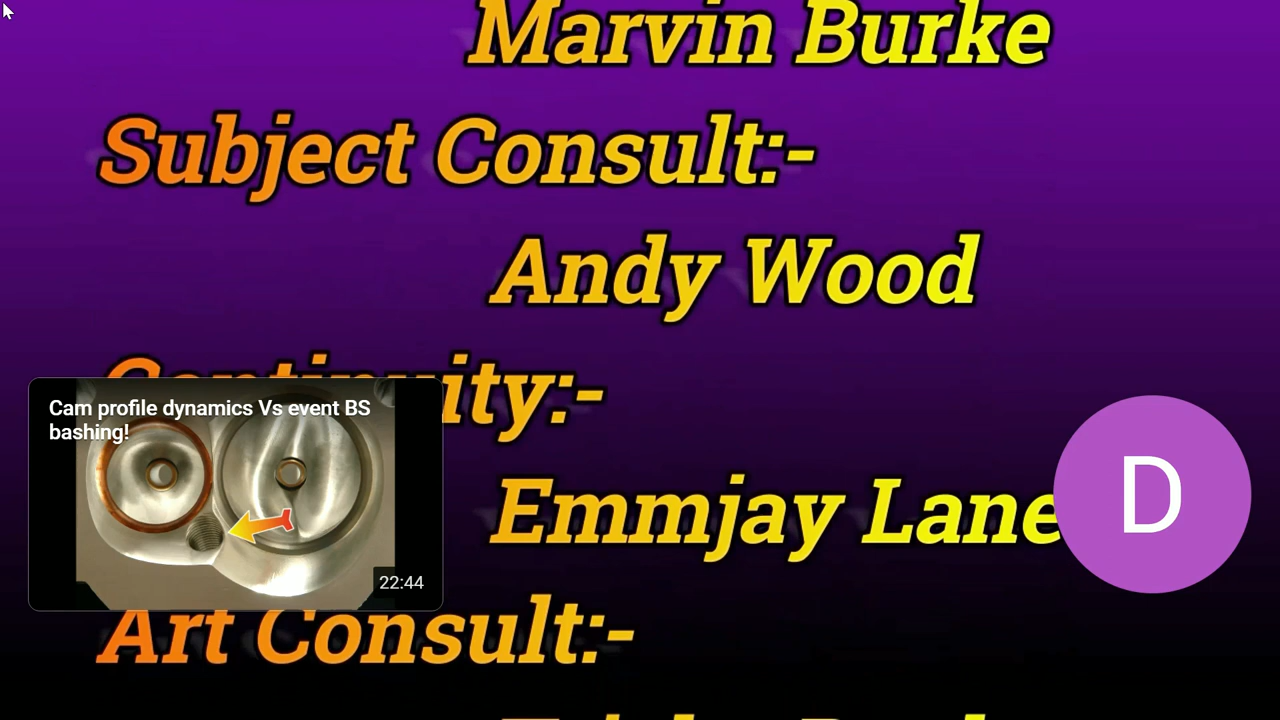 Marvin Burke
Subject Consult:-
Andy Wood
Continuity:-
Cam profile dynamics Vs event BS
bashing!
Emmjay Lane
D
22:44
Art Consult:-